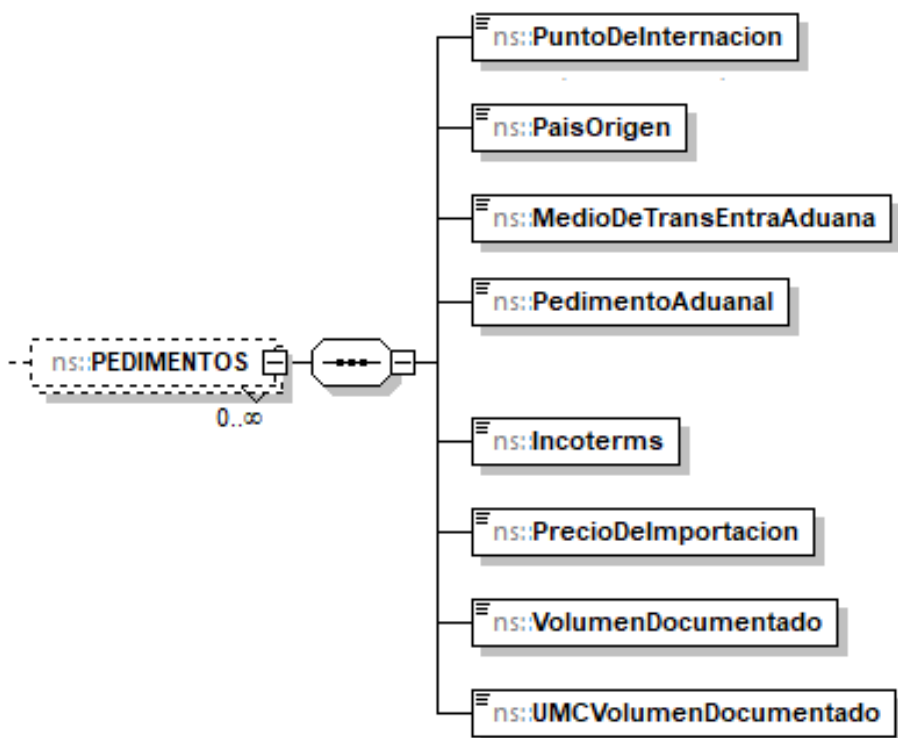 ns::PuntoDeInternacion
ns::PaisOrigen
ns::MedioDeTransEntraAduana
ns::PedimentoAduanal
ns::PEDIMENTOS
0..∞
ns::Incoterms
ns::PrecioDeImportacion
ns::VolumenDocumentado
ns::UMCVolumenDocumentado